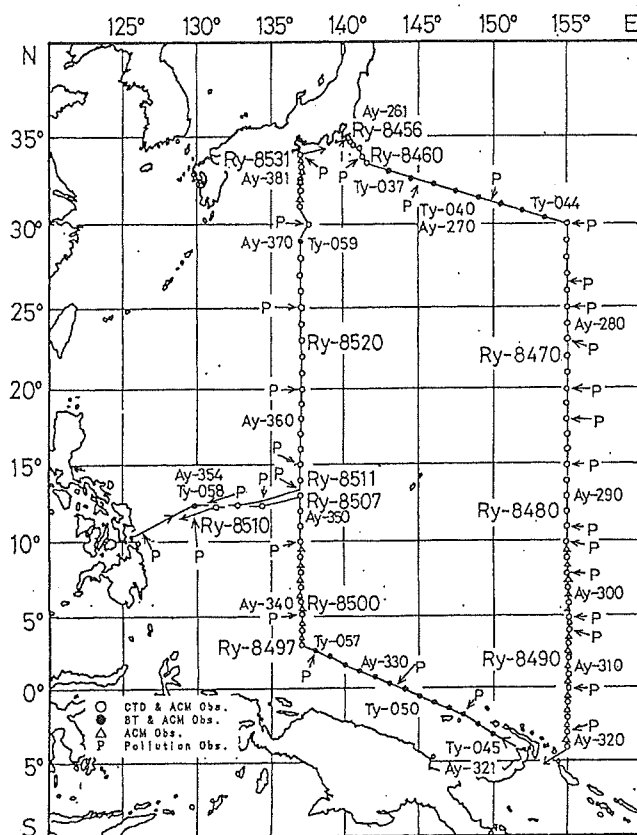 125° 130° 135° 140° 145° 150° 155° E
N
Ay-261
35° Ry-8456
Ry-8531 Ry-8460
Ay-381 P P P P
Ty-037 Ty-040 Ty-044
30° P Ay-270 P
Ay-370 Ty-059
P
25° P P
Ay-280
Ry-8520 Ry-8470 P
20° P P
Ay-360 P
P
15° P P
Ay-354 P P Ry-8511
Ty-058 P Ry-8507 Ay-290
Ry-8510 Ay-350 Ry-8480 P
10° P P P P
P
Ay-340 Ry-8500 Ay-300
5° P P
Ry-8497 Ty-057 P
Ry-8490
P Ay-330 P Ay-310
0° P
○ CTD & ACM Obs. Ty-050 P
● BT & ACM Obs.
△ ACM Obs. P
P Pollution Obs. Ty-045 Ay-320
5° Ay-321
S